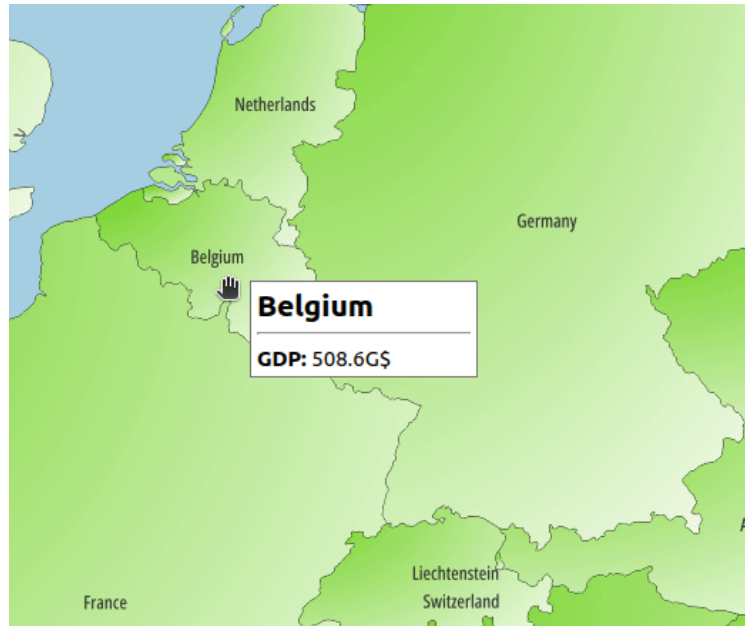 Netherlands
Germany
Belgium
Belgium
GDP: 508.6G$
A
Liechtenstein
Switzerland
France